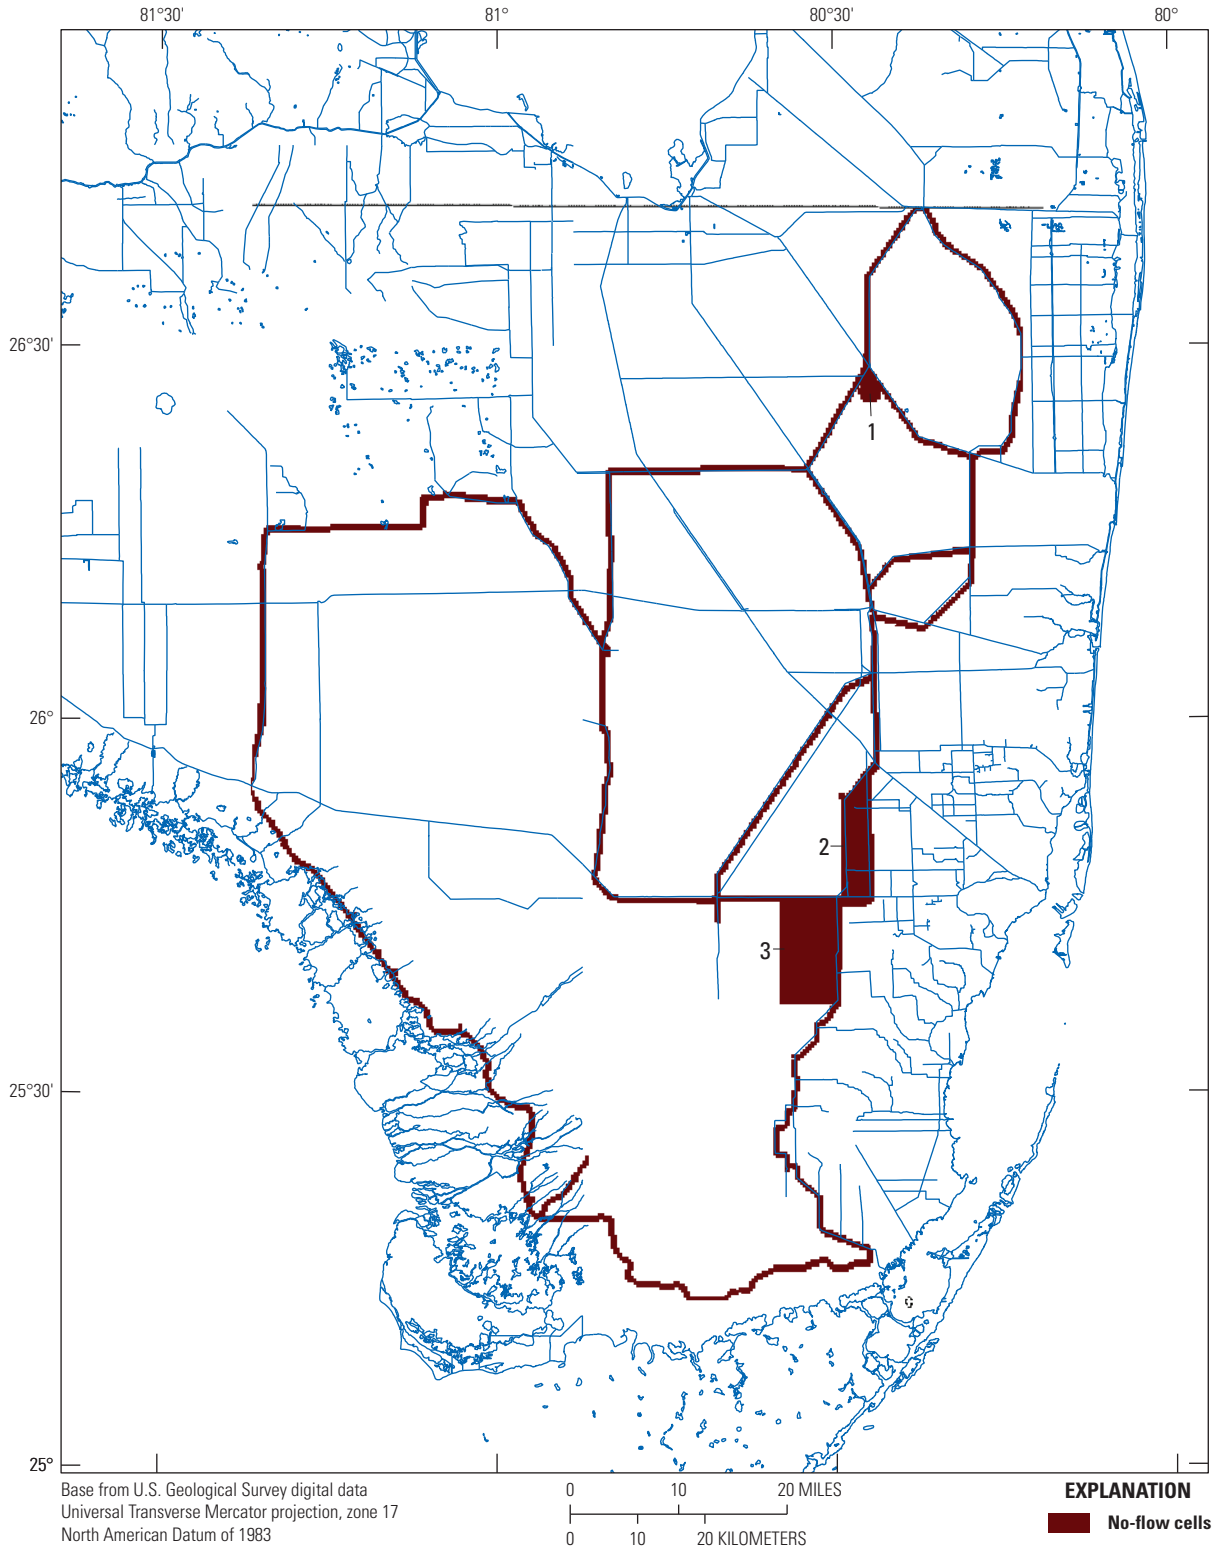 81°30' 81° 80°30' 80°
26°30'
1
26°
2
3
25°30'
25°
Base from U.S. Geological Survey digital data
Universal Transverse Mercator projection, zone 17
North American Datum of 1983
0 10 20 MILES
0 10 20 KILOMETERS
EXPLANATION
No-flow cells